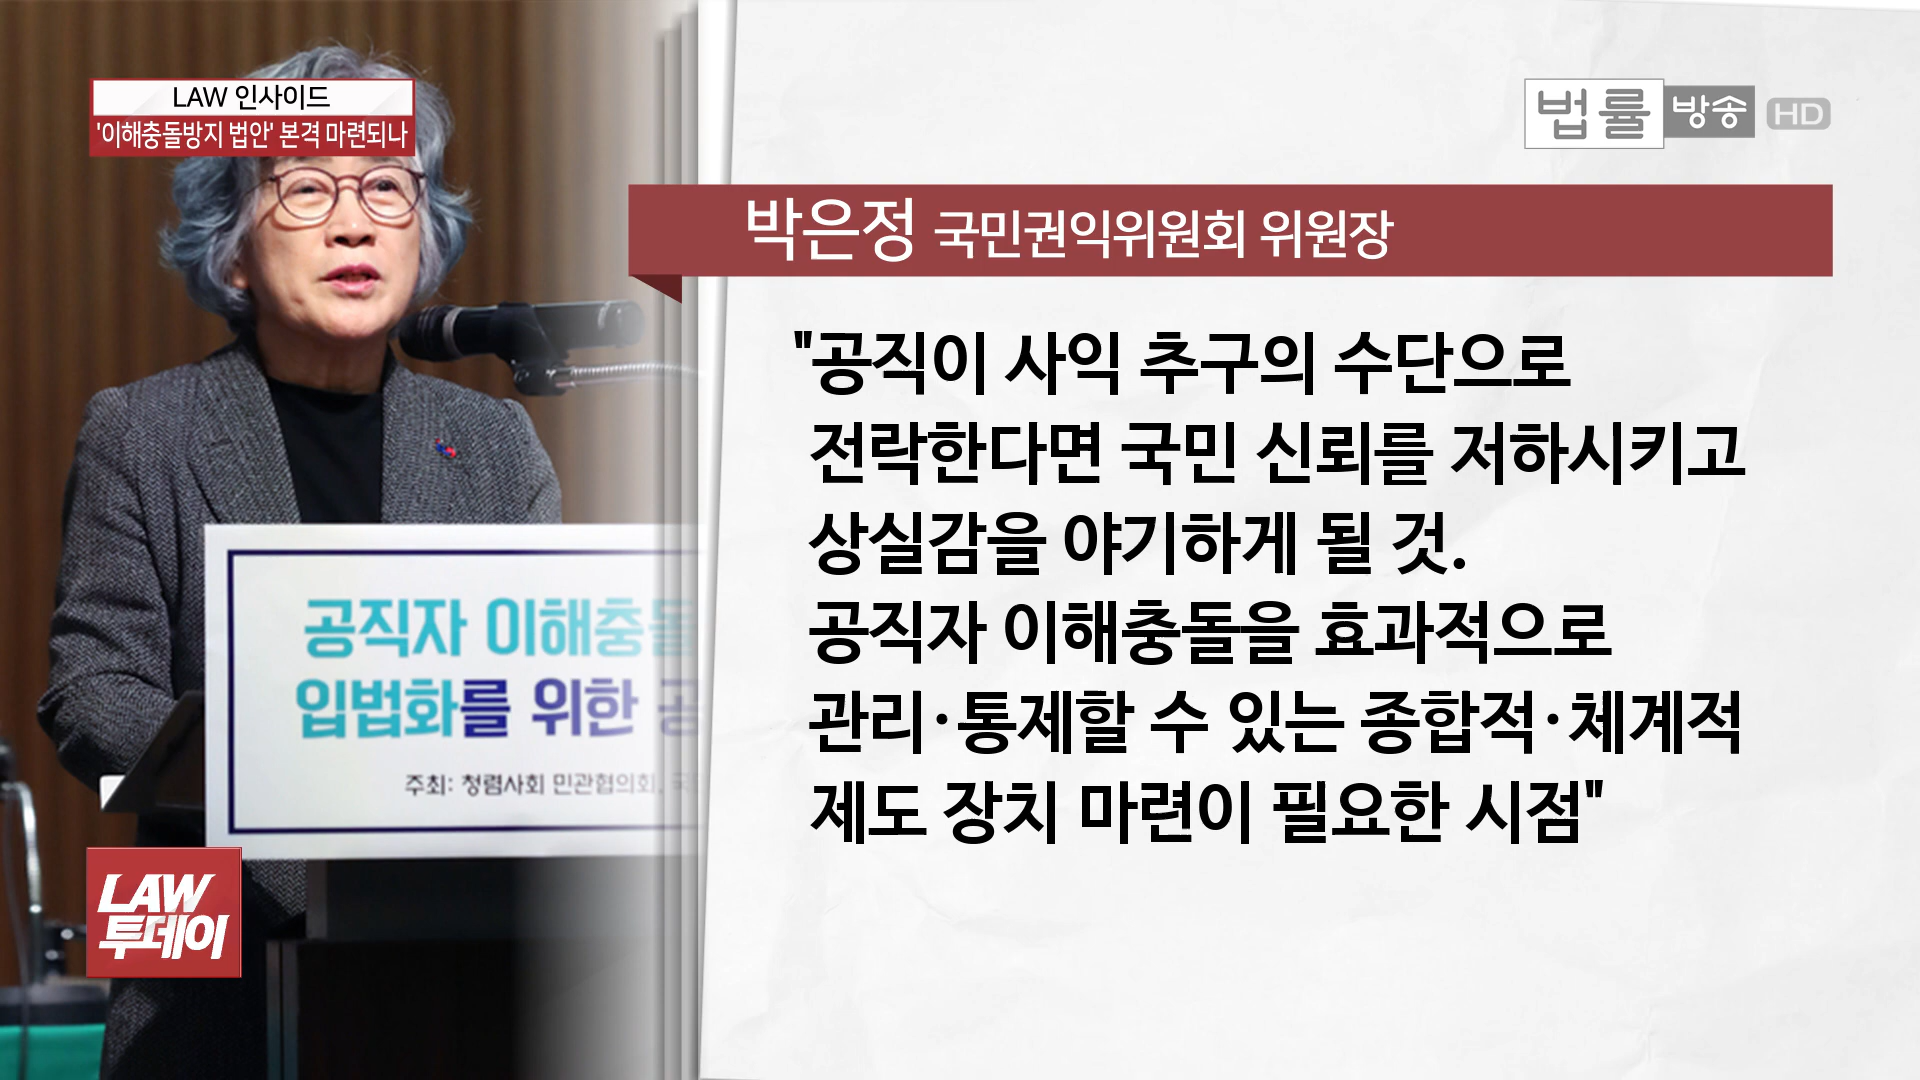 LAW 인사이드
'이해충돌방지 법안' 본격 마련되나
법률방송 HD
박은정 국민권익위원회 위원장
"공직이 사익 추구의 수단으로
전락한다면 국민 신뢰를 저하시키고
상실감을 야기하게 될 것.
공직자 이해충돌을 효과적으로
관리·통제할 수 있는 종합적·체계적
제도 장치 마련이 필요한 시점"
공직자 이해충돌
입법화를 위한 공
주최: 청렴사회 민관협의회, 국민
LAW
투데이